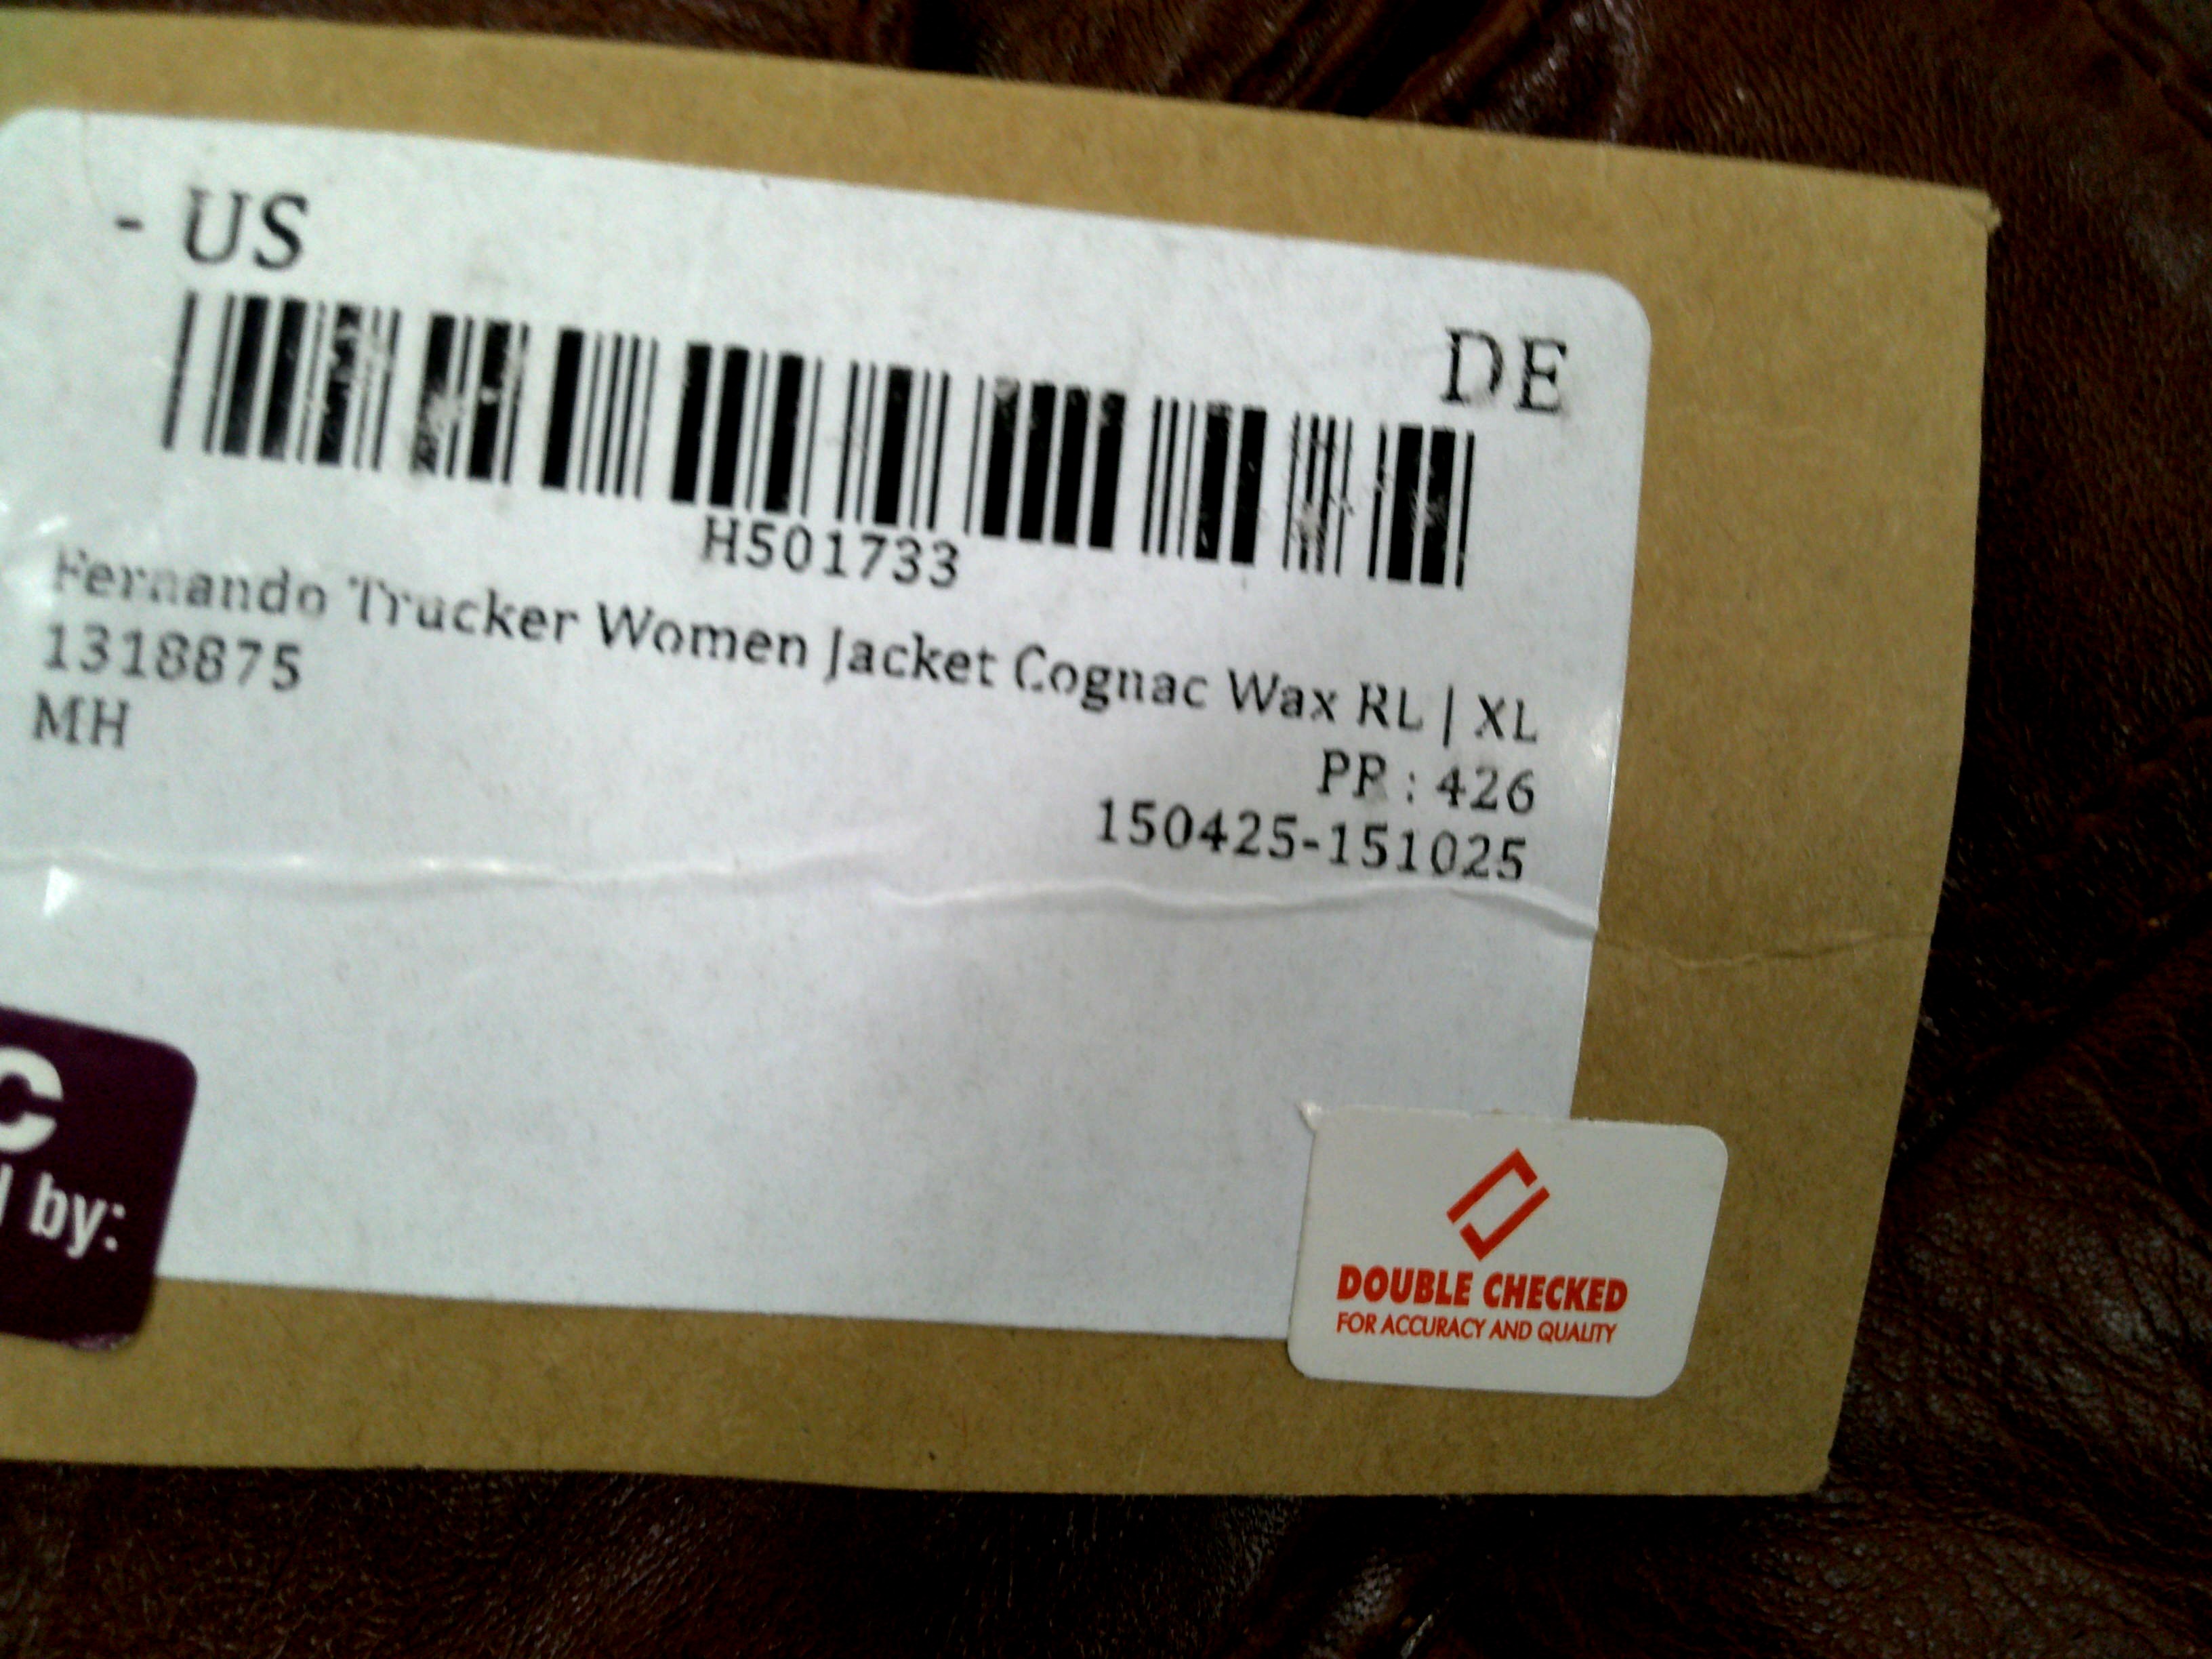 - US
DE
H501733
Fernando Trucker Women Jacket Cognac Wax RL | XL
1318875
PP : 426
MH
150425-151025
C
by:
DOUBLE CHECKED
FOR ACCURACY AND QUALITY